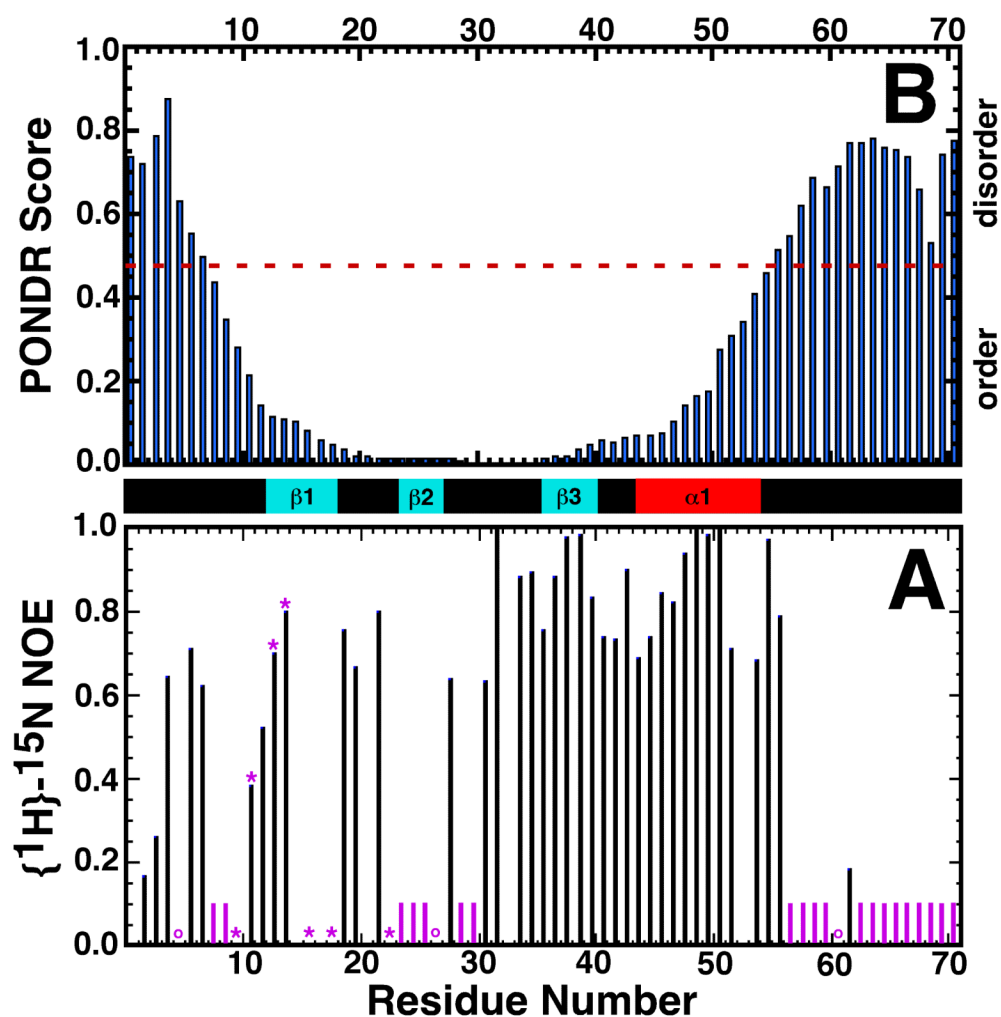 10 20 30 40 50 60 70
1.0
B
0.8
0.6
0.4
0.2
0.0
PONDR Score
disorder
order
β1 β2 β3 α1
1.0
A
0.8
0.6
0.4
0.2
0.0
{1H}-15N NOE
* * * * * * *
o o o
10 20 30 40 50 60 70
Residue Number